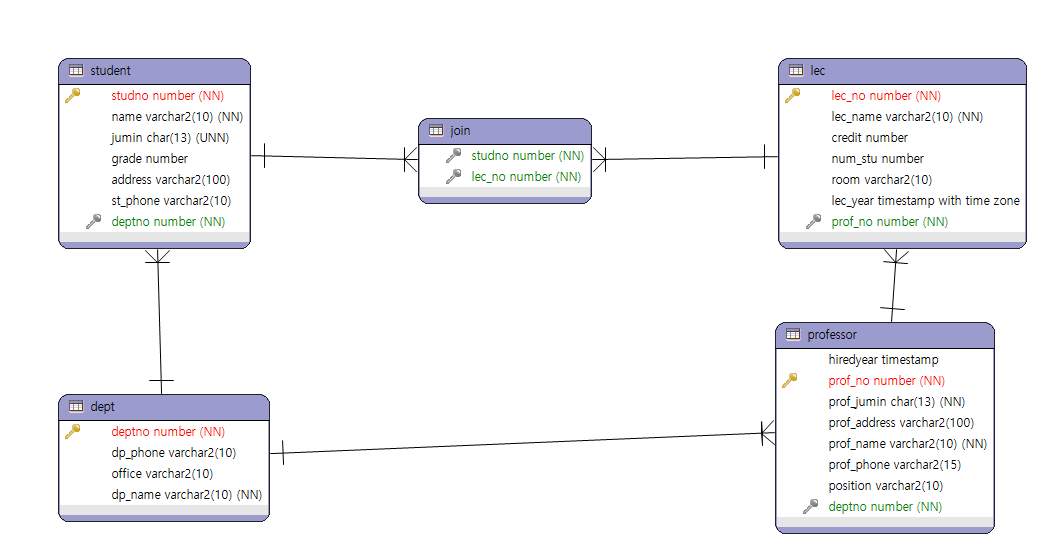 student
studno number (NN)
name varchar2(10) (NN)
jumin char(13) (UNN)
grade number
address varchar2(100)
st_phone varchar2(10)
deptno number (NN)
join
studno number (NN)
lec_no number (NN)
lec
lec_no number (NN)
lec_name varchar2(10) (NN)
credit number
num_stu number
room varchar2(10)
lec_year timestamp with time zone
prof_no number (NN)
dept
deptno number (NN)
dp_phone varchar2(10)
office varchar2(10)
dp_name varchar2(10) (NN)
professor
hiredyear timestamp
prof_no number (NN)
prof_jumin char(13) (NN)
prof_address varchar2(100)
prof_name varchar2(10) (NN)
prof_phone varchar2(15)
position varchar2(10)
deptno number (NN)